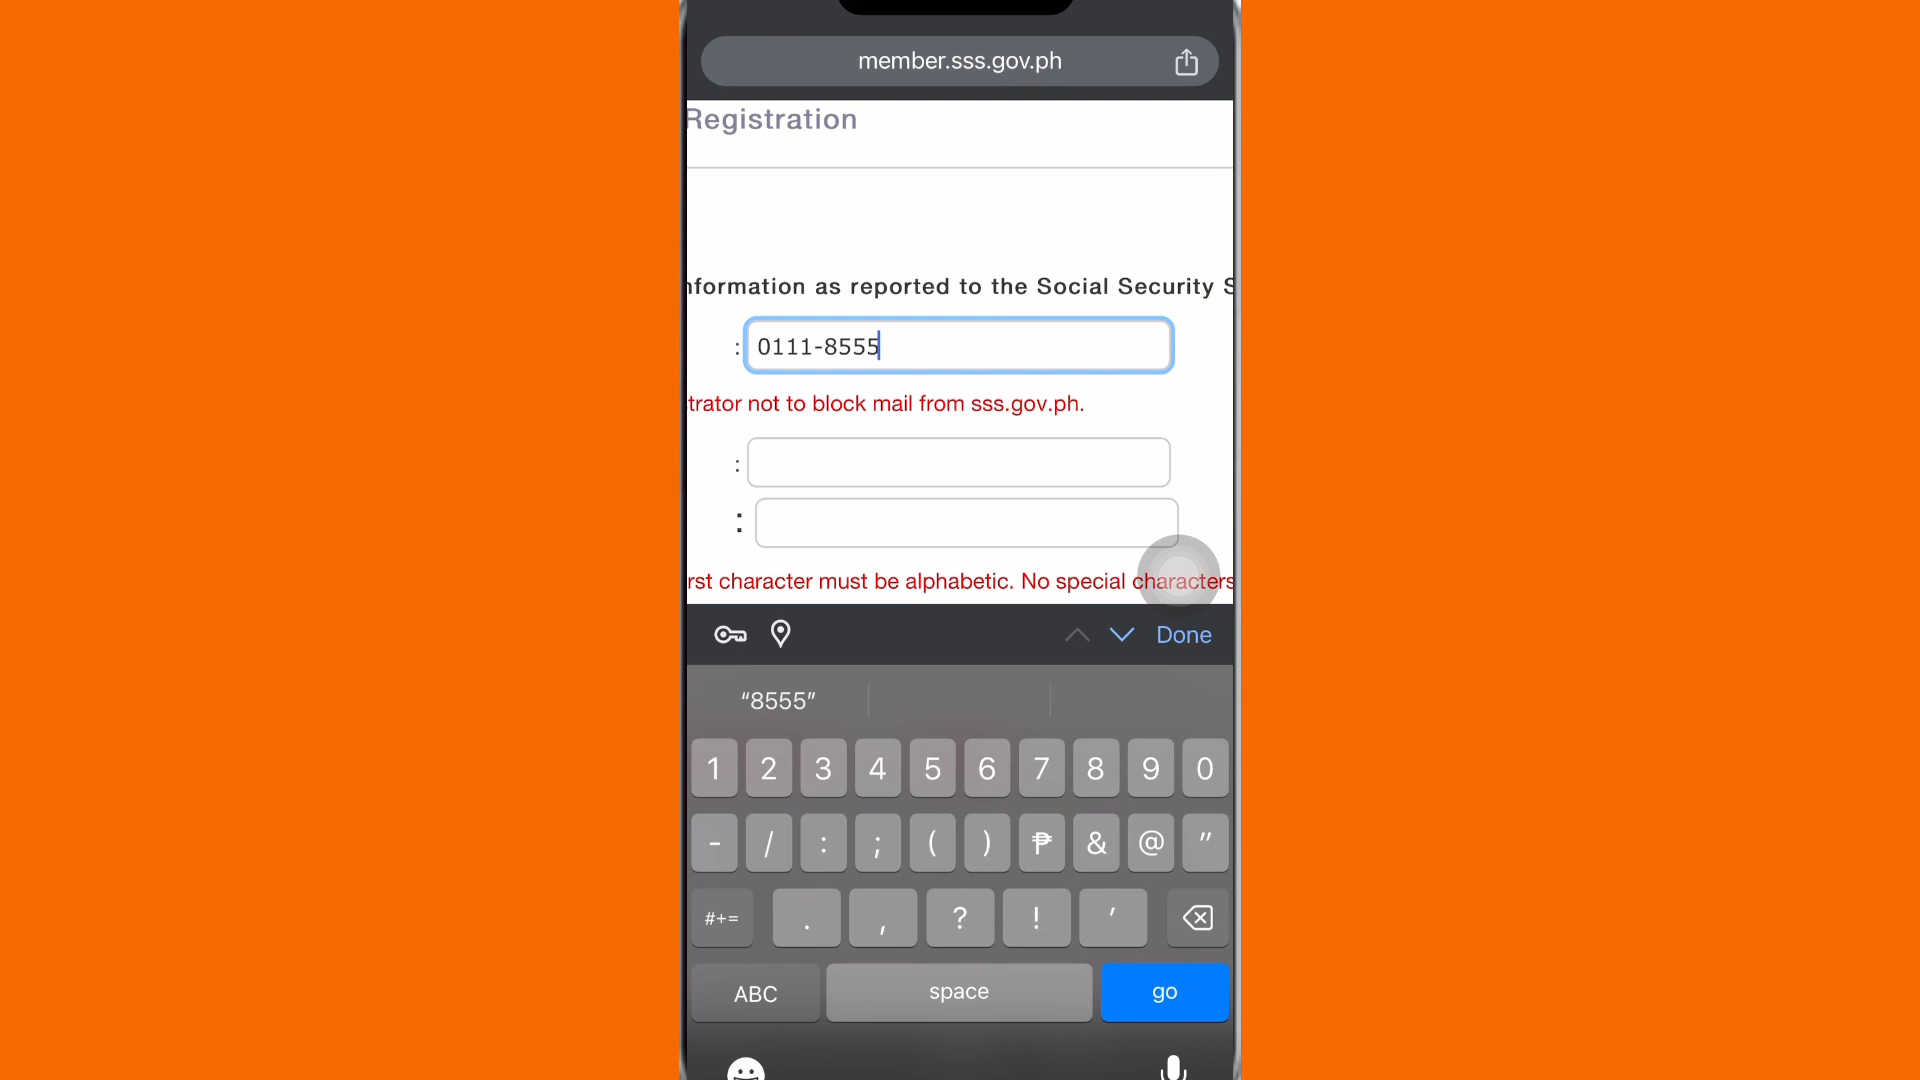 member.sss.gov.ph
Registration
nformation as reported to the Social Security S
: 0111-8555
trator not to block mail from sss.gov.ph.
:
:
rst character must be alphabetic. No special characters
Done
“8555”
1 2 3 4 5 6 7 8 9 0
- / : ; ( ) ₱ & @ "
#+= . , ? ! '
ABC space go